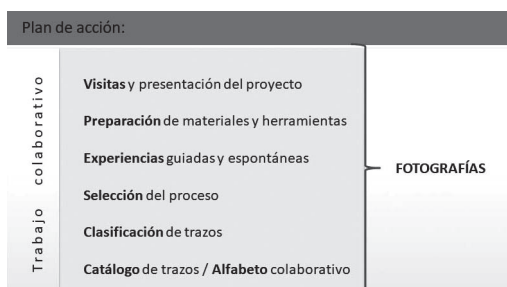 Plan de acción:
Trabajo colaborativo
Visitas y presentación del proyecto
Preparación de materiales y herramientas
Experiencias guiadas y espontáneas
Selección del proceso
Clasificación de trazos
Catálogo de trazos / Alfabeto colaborativo
FOTOGRAFÍAS